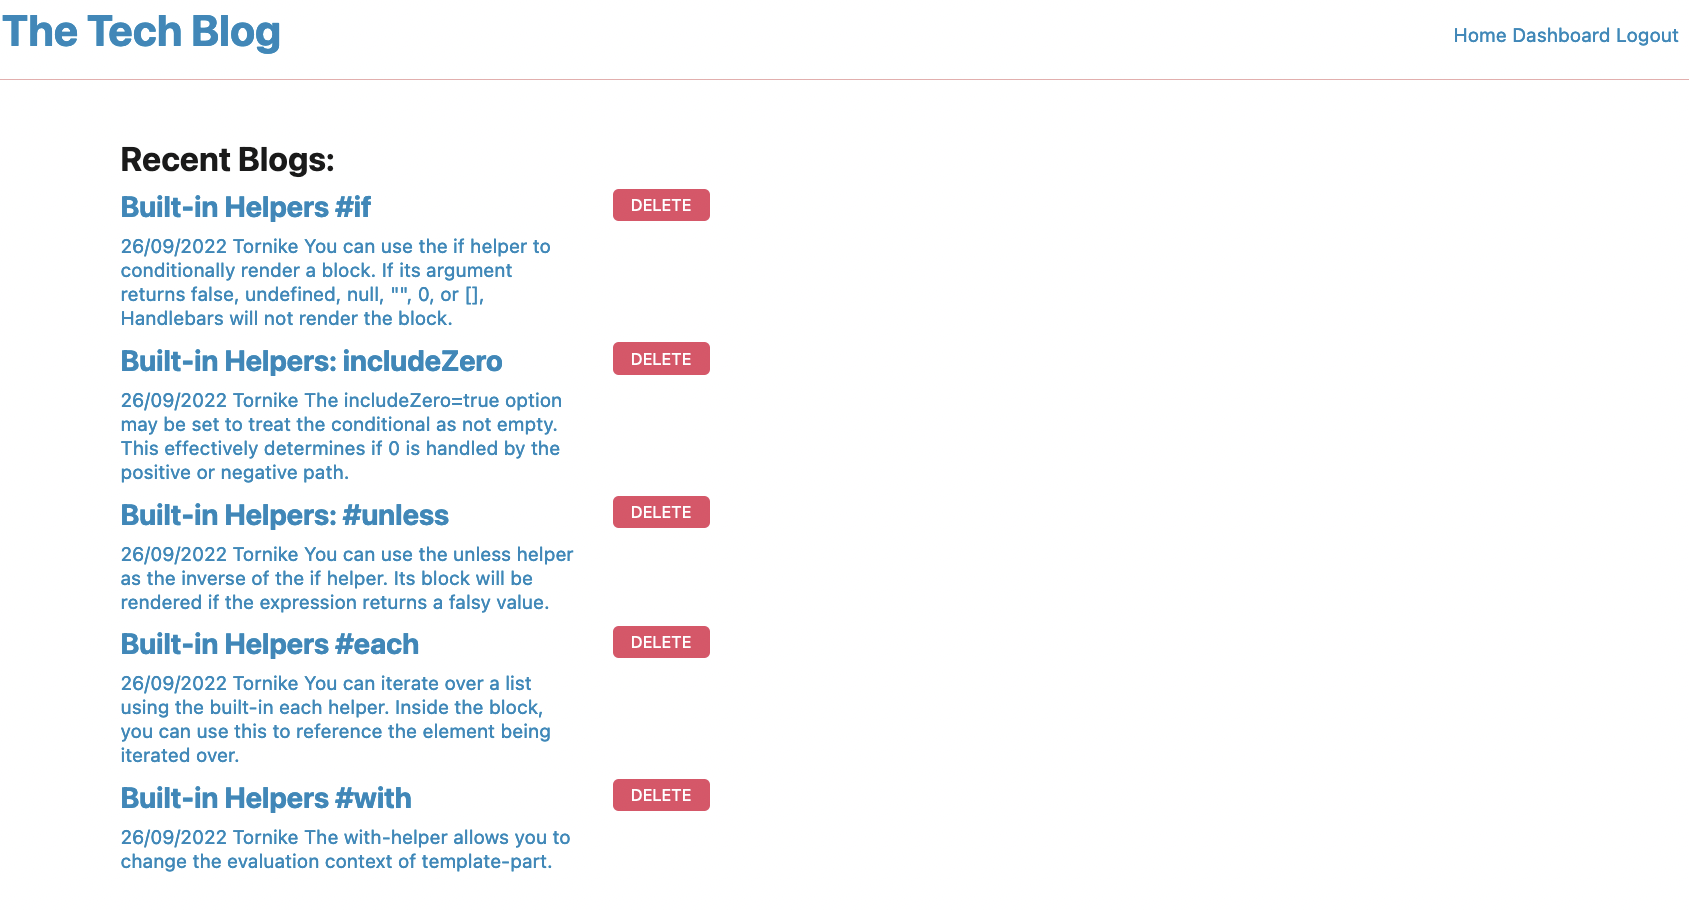 The Tech Blog
Home Dashboard Logout
Recent Blogs:
Built-in Helpers #if
DELETE
26/09/2022 Tornike You can use the if helper to
conditionally render a block. If its argument
returns false, undefined, null, "", 0, or [],
Handlebars will not render the block.
Built-in Helpers: includeZero
DELETE
26/09/2022 Tornike The includeZero=true option
may be set to treat the conditional as not empty.
This effectively determines if 0 is handled by the
positive or negative path.
Built-in Helpers: #unless
DELETE
26/09/2022 Tornike You can use the unless helper
as the inverse of the if helper. Its block will be
rendered if the expression returns a falsy value.
Built-in Helpers #each
DELETE
26/09/2022 Tornike You can iterate over a list
using the built-in each helper. Inside the block,
you can use this to reference the element being
iterated over.
Built-in Helpers #with
DELETE
26/09/2022 Tornike The with-helper allows you to
change the evaluation context of template-part.